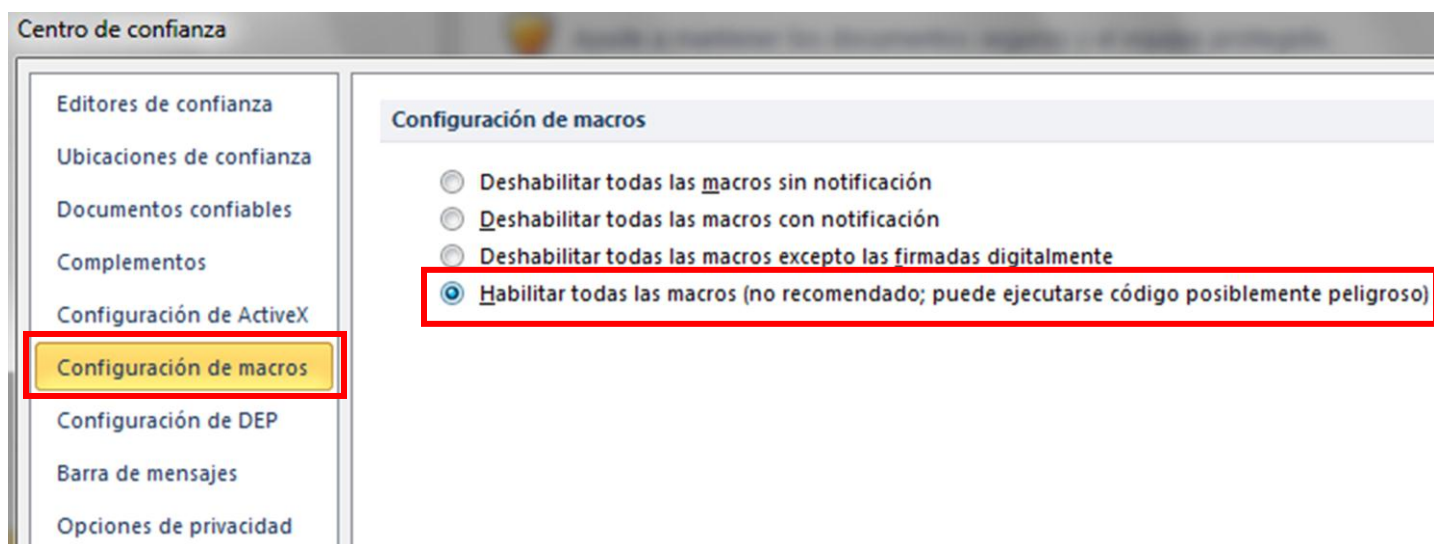 Centro de confianza
Editores de confianza
Ubicaciones de confianza
Documentos confiables
Complementos
Configuración de ActiveX
Configuración de macros
Configuración de DEP
Barra de mensajes
Opciones de privacidad
Configuración de macros
Deshabilitar todas las macros sin notificación
Deshabilitar todas las macros con notificación
Deshabilitar todas las macros excepto las firmadas digitalmente
Habilitar todas las macros (no recomendado; puede ejecutarse código posiblemente peligroso)